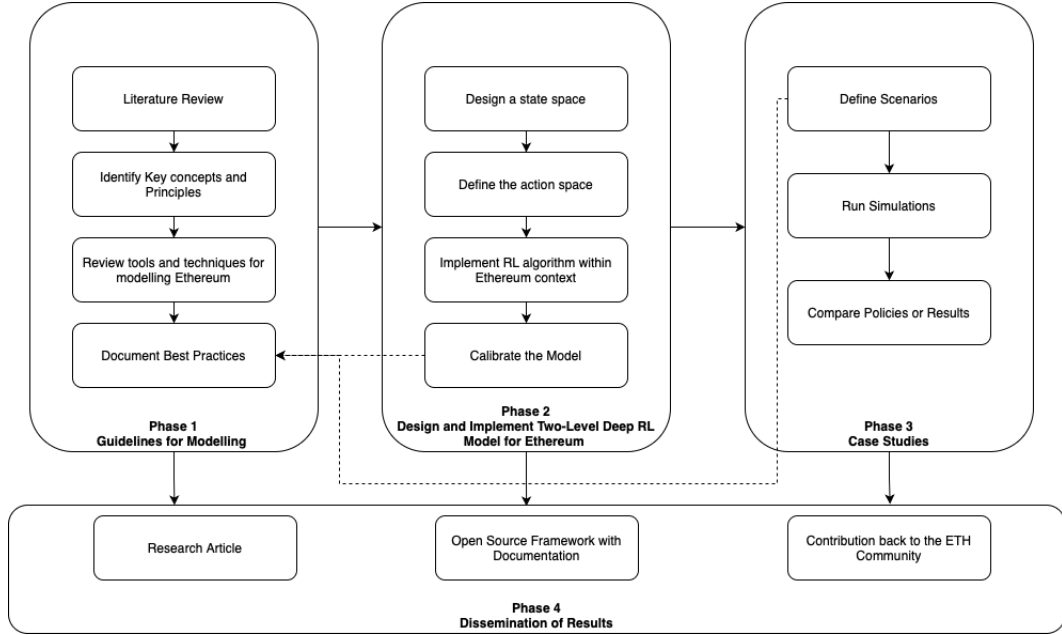 Literature Review
Identify Key concepts and
Principles
Review tools and techniques for
modelling Ethereum
Document Best Practices
Phase 1
Guidelines for Modelling
Design a state space
Define the action space
Implement RL algorithm within
Ethereum context
Calibrate the Model
Phase 2
Design and Implement Two-Level Deep RL
Model for Ethereum
Define Scenarios
Run Simulations
Compare Policies or Results
Phase 3
Case Studies
Research Article
Open Source Framework with
Documentation
Contribution back to the ETH
Community
Phase 4
Dissemination of Results